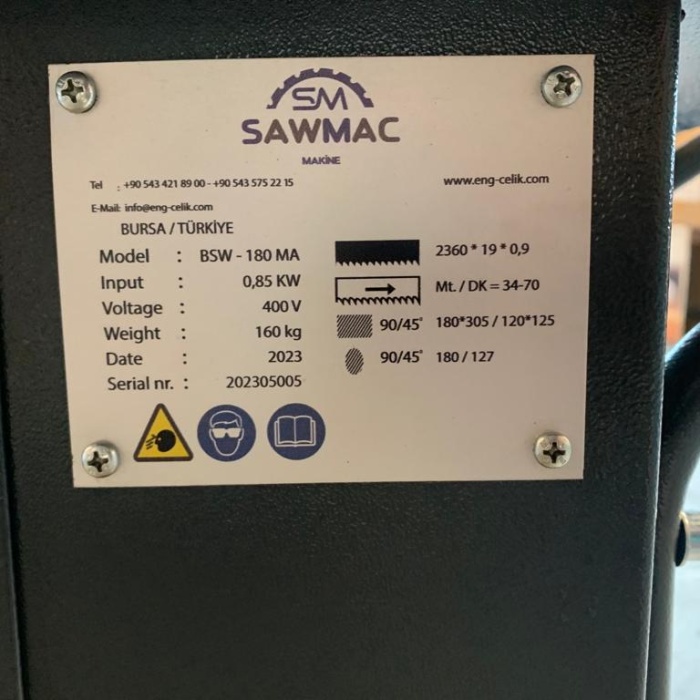 SM
SAWMAC
MAKİNE
Tel : +90 543 421 89 00 - +90 543 575 22 15
www.eng-celik.com
E-Mail: info@eng-celik.com
BURSA / TÜRKİYE
Model : BSW - 180 MA
Input : 0,85 KW
Voltage : 400 V
Weight : 160 kg
Date : 2023
Serial nr. : 202305005
2360 * 19 * 0,9
Mt. / DK = 34-70
90/45° 180*305 / 120*125
90/45° 180 / 127